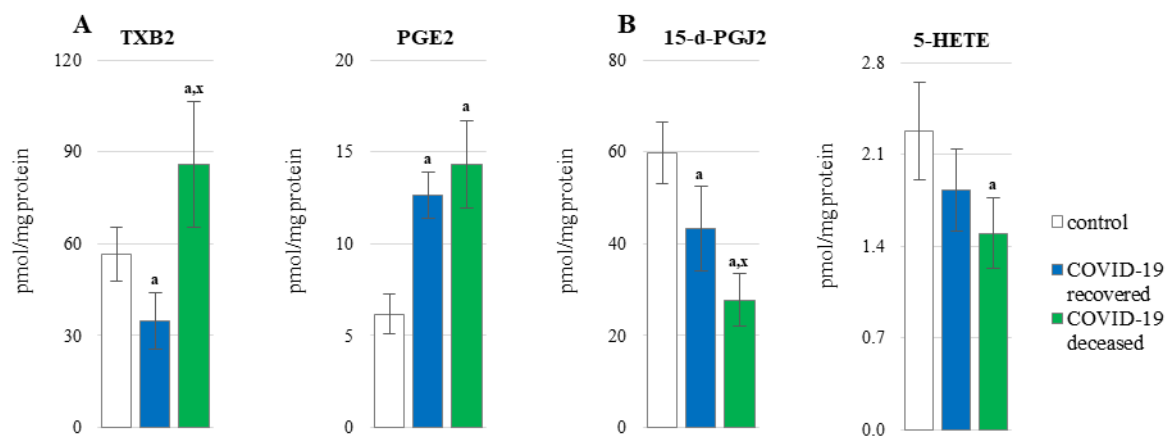 A
TXB2
pmol/mg protein
120
90
60
30
0
a
a,x
PGE2
pmol/mg protein
20
15
10
5
0
a
a
B
15-d-PGJ2
pmol/mg protein
80
60
40
20
0
a
a,x
5-HETE
pmol/mg protein
2.8
2.1
1.4
0.7
0.0
a
control
COVID-19
recovered
COVID-19
deceased